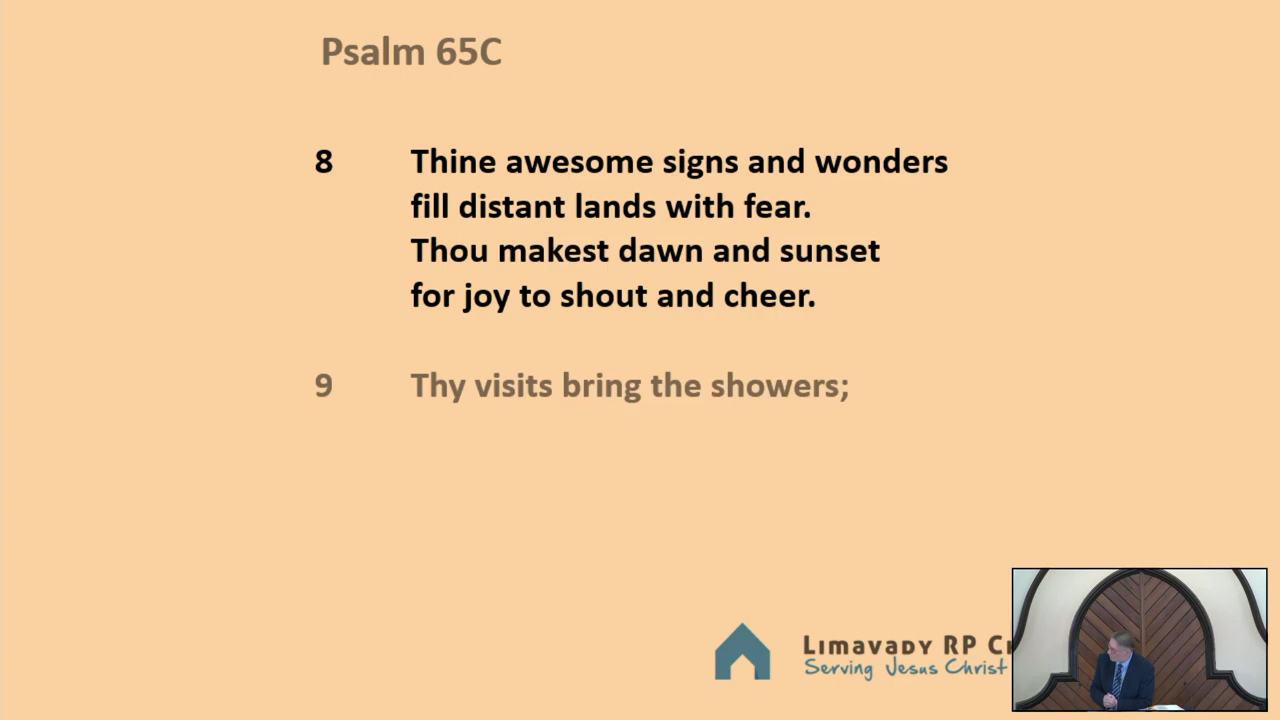 Psalm 65C
8 Thine awesome signs and wonders
fill distant lands with fear.
Thou makest dawn and sunset
for joy to shout and cheer.
9 Thy visits bring the showers;
Limavady RP
Serving Jesus Christ